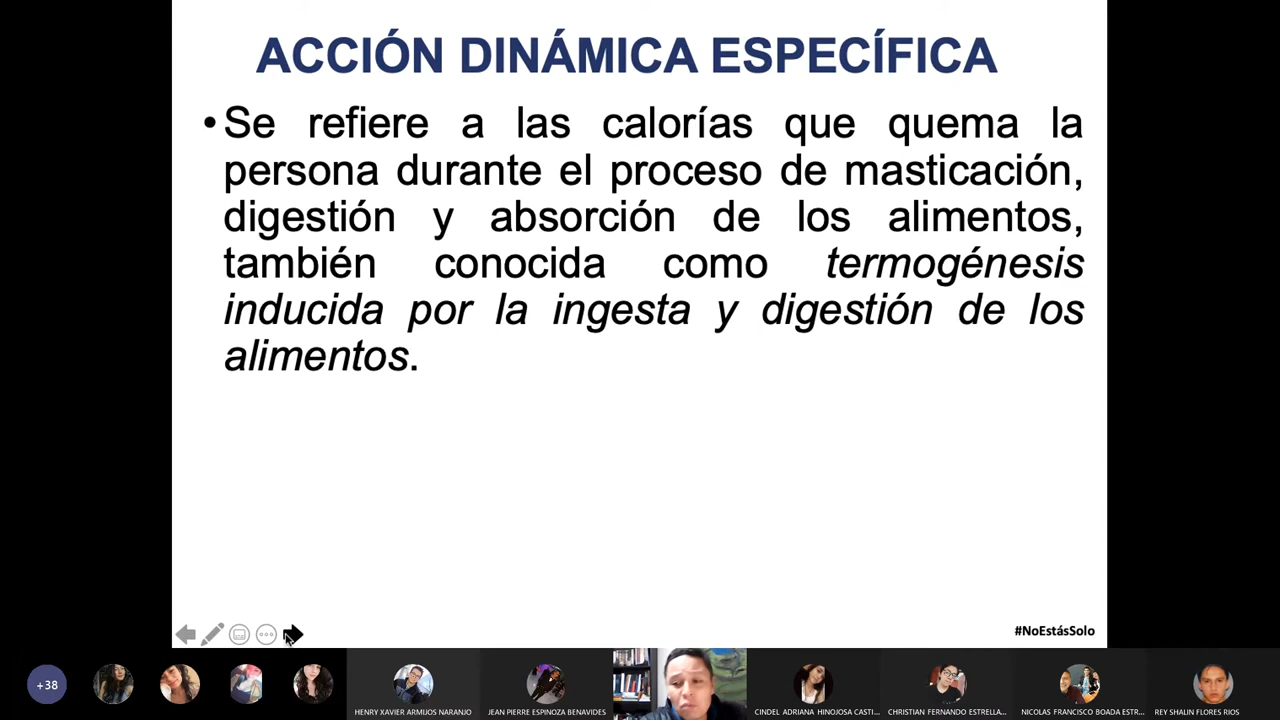 ACCIÓN DINÁMICA ESPECÍFICA
• Se refiere a las calorías que quema la
persona durante el proceso de masticación,
digestión y absorción de los alimentos,
también conocida como termogénesis
inducida por la ingesta y digestión de los
alimentos.
#NoEstásSolo
+38
HENRY XAVIER ARMIJOS NARANJO
JEAN PIERRE ESPINOZA BENAVIDES
CINDEL ADRIANA HINOJOSA CASTI...
CHRISTIAN FERNANDO ESTRELLA...
NICOLAS FRANCISCO BOADA ESTR...
REY SHALIN FLORES RIOS